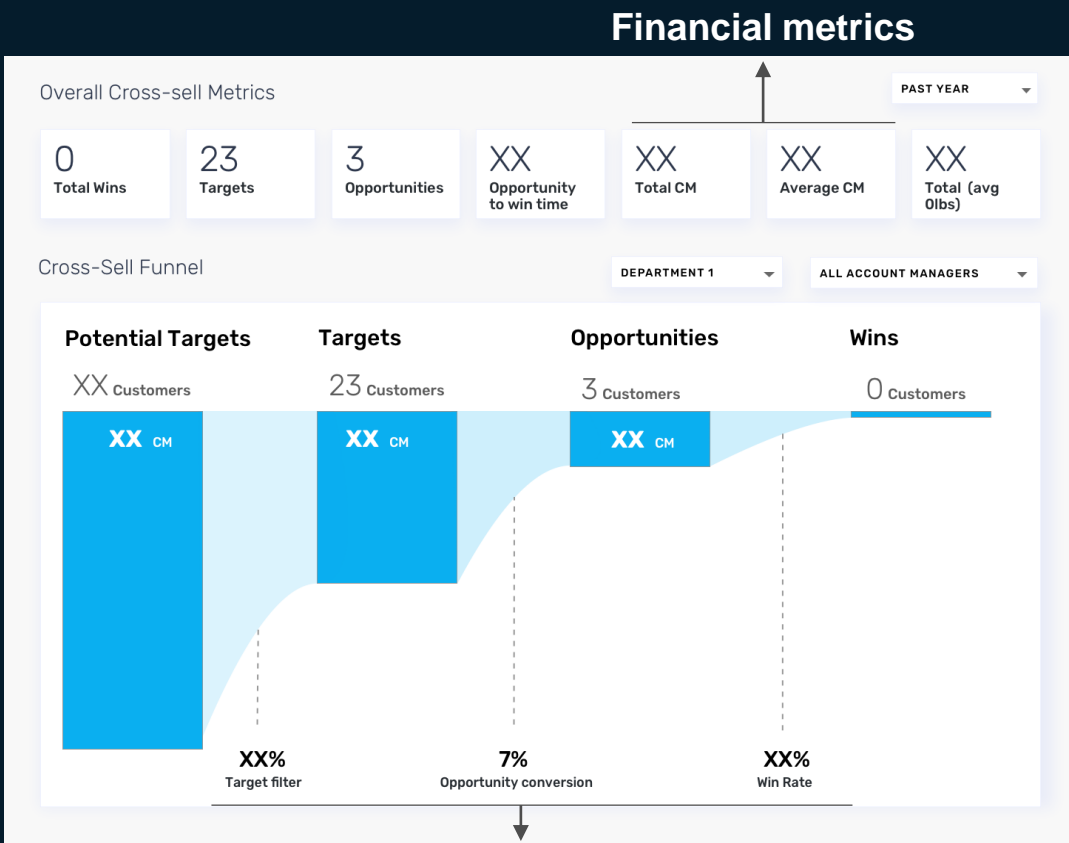 Financial metrics
Overall Cross-sell Metrics
PAST YEAR
0
Total Wins
23
Targets
3
Opportunities
XX
Opportunity
to win time
XX
Total CM
XX
Average CM
XX
Total (avg
0lbs)
Cross-Sell Funnel
DEPARTMENT 1
ALL ACCOUNT MANAGERS
Potential Targets
Targets
Opportunities
Wins
XX Customers
23 Customers
3 Customers
0 Customers
XX CM
XX CM
XX CM
XX%
Target filter
7%
Opportunity conversion
XX%
Win Rate